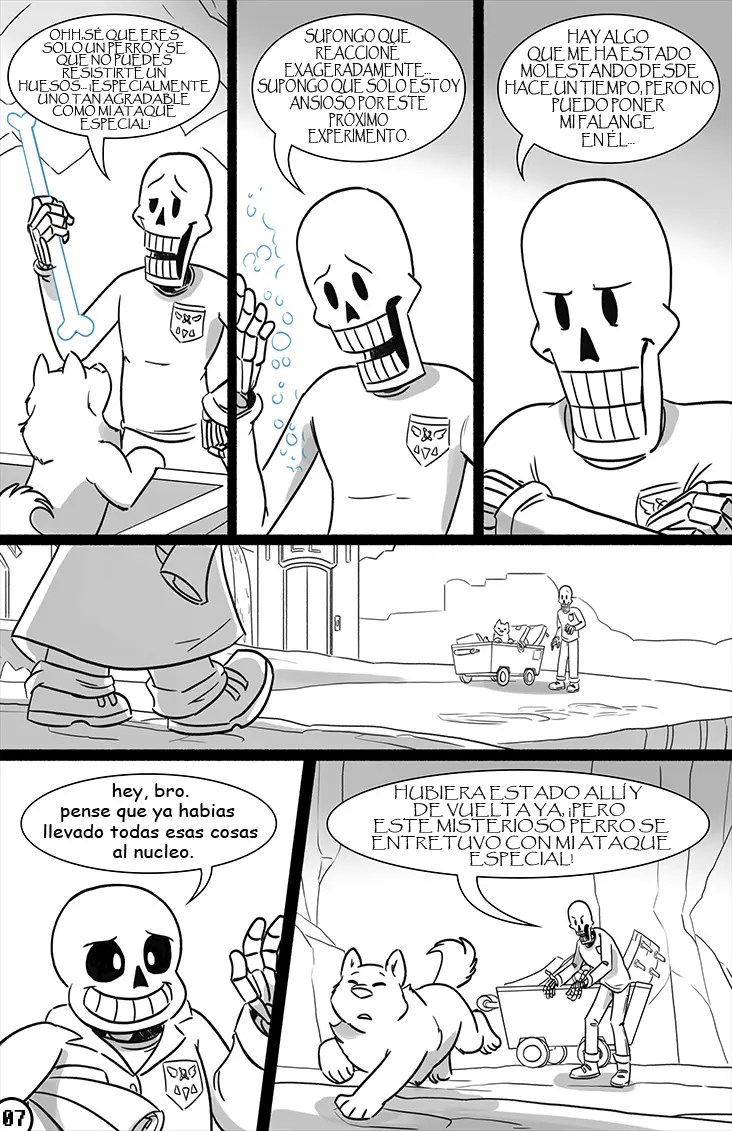 OHH.SÉ QUE ERES
SOLO UN PERRO Y SE
QUE NO PUEDES
RESISTIRTE UN
HUESOS... ¡ESPECIALMENTE
UNO TAN AGRADABLE
COMO MI ATAQUE
ESPECIAL!
SUPONGO QUE
REACCIONÉ
EXAGERADAMENTE...
SUPONGO QUE SOLO ESTOY
ANSIOSO POR ESTE
PRÓXIMO
EXPERIMENTO.
HAY ALGO
QUE ME HA ESTADO
MOLESTANDO DESDE
HACE UN TIEMPO, PERO NO
PUEDO PONER
MI FALANGE
EN ÉL...
hey, bro.
pense que ya habias
llevado todas esas cosas
al nucleo.
HUBIERA ESTADO ALLÍ Y
DE VUELTA YA, ¡PERO
ESTE MISTERIOSO PERRO SE
ENTRETUVO CON MI ATAQUE
ESPECIAL!
07